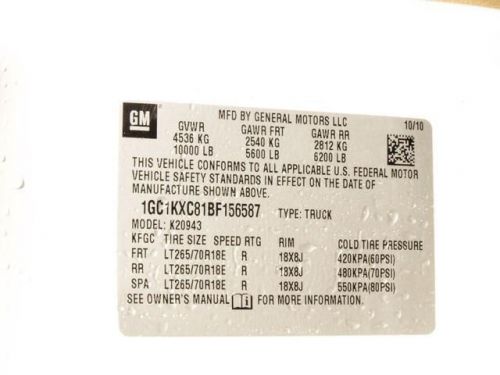 GM
MFD BY GENERAL MOTORS LLC 10/10
GVWR GAWR FRT GAWR RR
4536 KG 2540 KG 2812 KG
10000 LB 5600 LB 6200 LB
THIS VEHICLE CONFORMS TO ALL APPLICABLE U.S. FEDERAL MOTOR
VEHICLE SAFETY STANDARDS IN EFFECT ON THE DATE OF
MANUFACTURE SHOWN ABOVE.
1GC1KXC81BF156587 TYPE: TRUCK
MODEL: K20943
KFGC TIRE SIZE SPEED RTG RIM COLD TIRE PRESSURE
FRT LT265/70R18E R 18X8J 420KPA(60PSI)
RR LT265/70R18E R 18X8J 480KPA(70PSI)
SPA LT265/70R18E R 18X8J 550KPA(80PSI)
SEE OWNER'S MANUAL FOR MORE INFORMATION